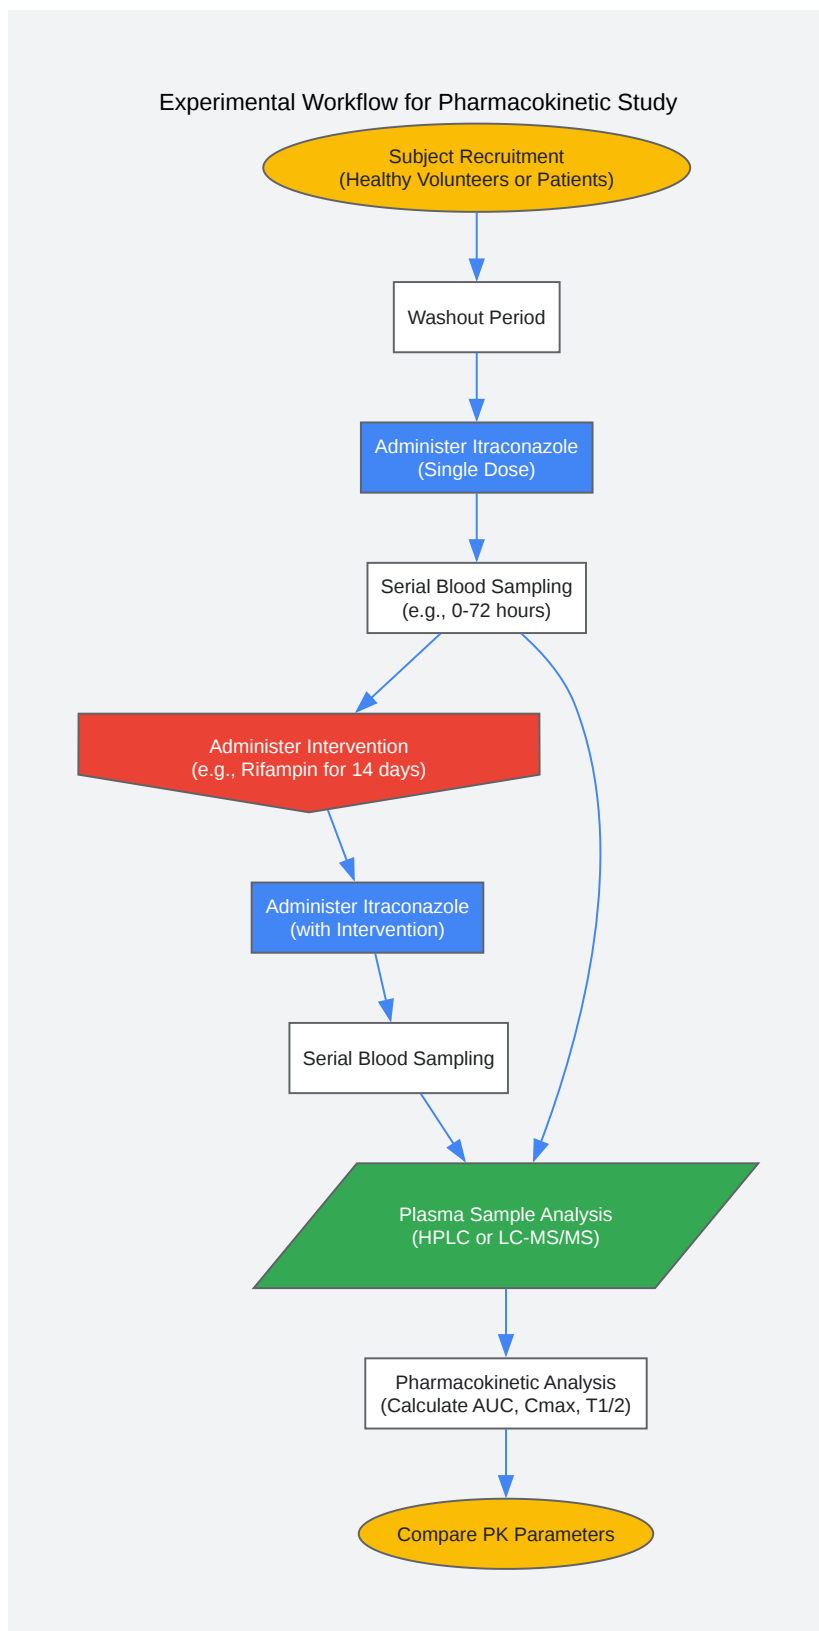 Experimental Workflow for Pharmacokinetic Study
Subject Recruitment
(Healthy Volunteers or Patients)
Washout Period
Administer Itraconazole
(Single Dose)
Serial Blood Sampling
(e.g., 0-72 hours)
Administer Intervention
(e.g., Rifampin for 14 days)
Administer Itraconazole
(with Intervention)
Serial Blood Sampling
Plasma Sample Analysis
(HPLC or LC-MS/MS)
Pharmacokinetic Analysis
(Calculate AUC, Cmax, T1/2)
Compare PK Parameters